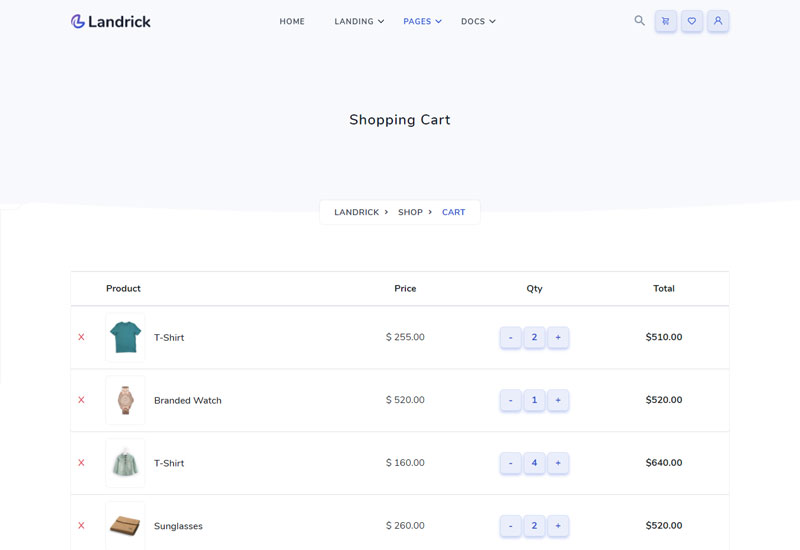 Landrick HOME LANDING PAGES DOCS
Shopping Cart
LANDRICK > SHOP > CART
Product Price Qty Total
X T-Shirt $ 255.00 - 2 + $510.00
X Branded Watch $ 520.00 - 1 + $520.00
X T-Shirt $ 160.00 - 4 + $640.00
X Sunglasses $ 260.00 - 2 + $520.00